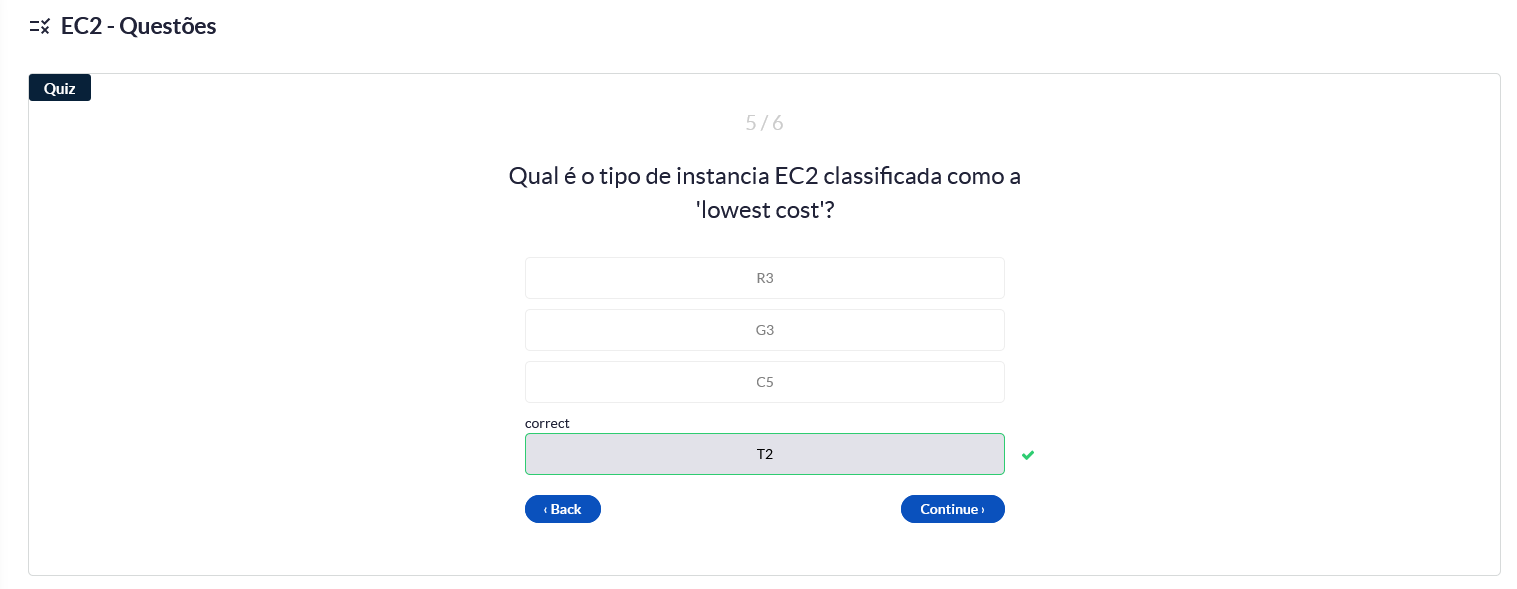 EC2 - Questões
Quiz
5 / 6
Qual é o tipo de instancia EC2 classificada como a
'lowest cost'?
R3
G3
C5
correct
T2
‹ Back
Continue ›